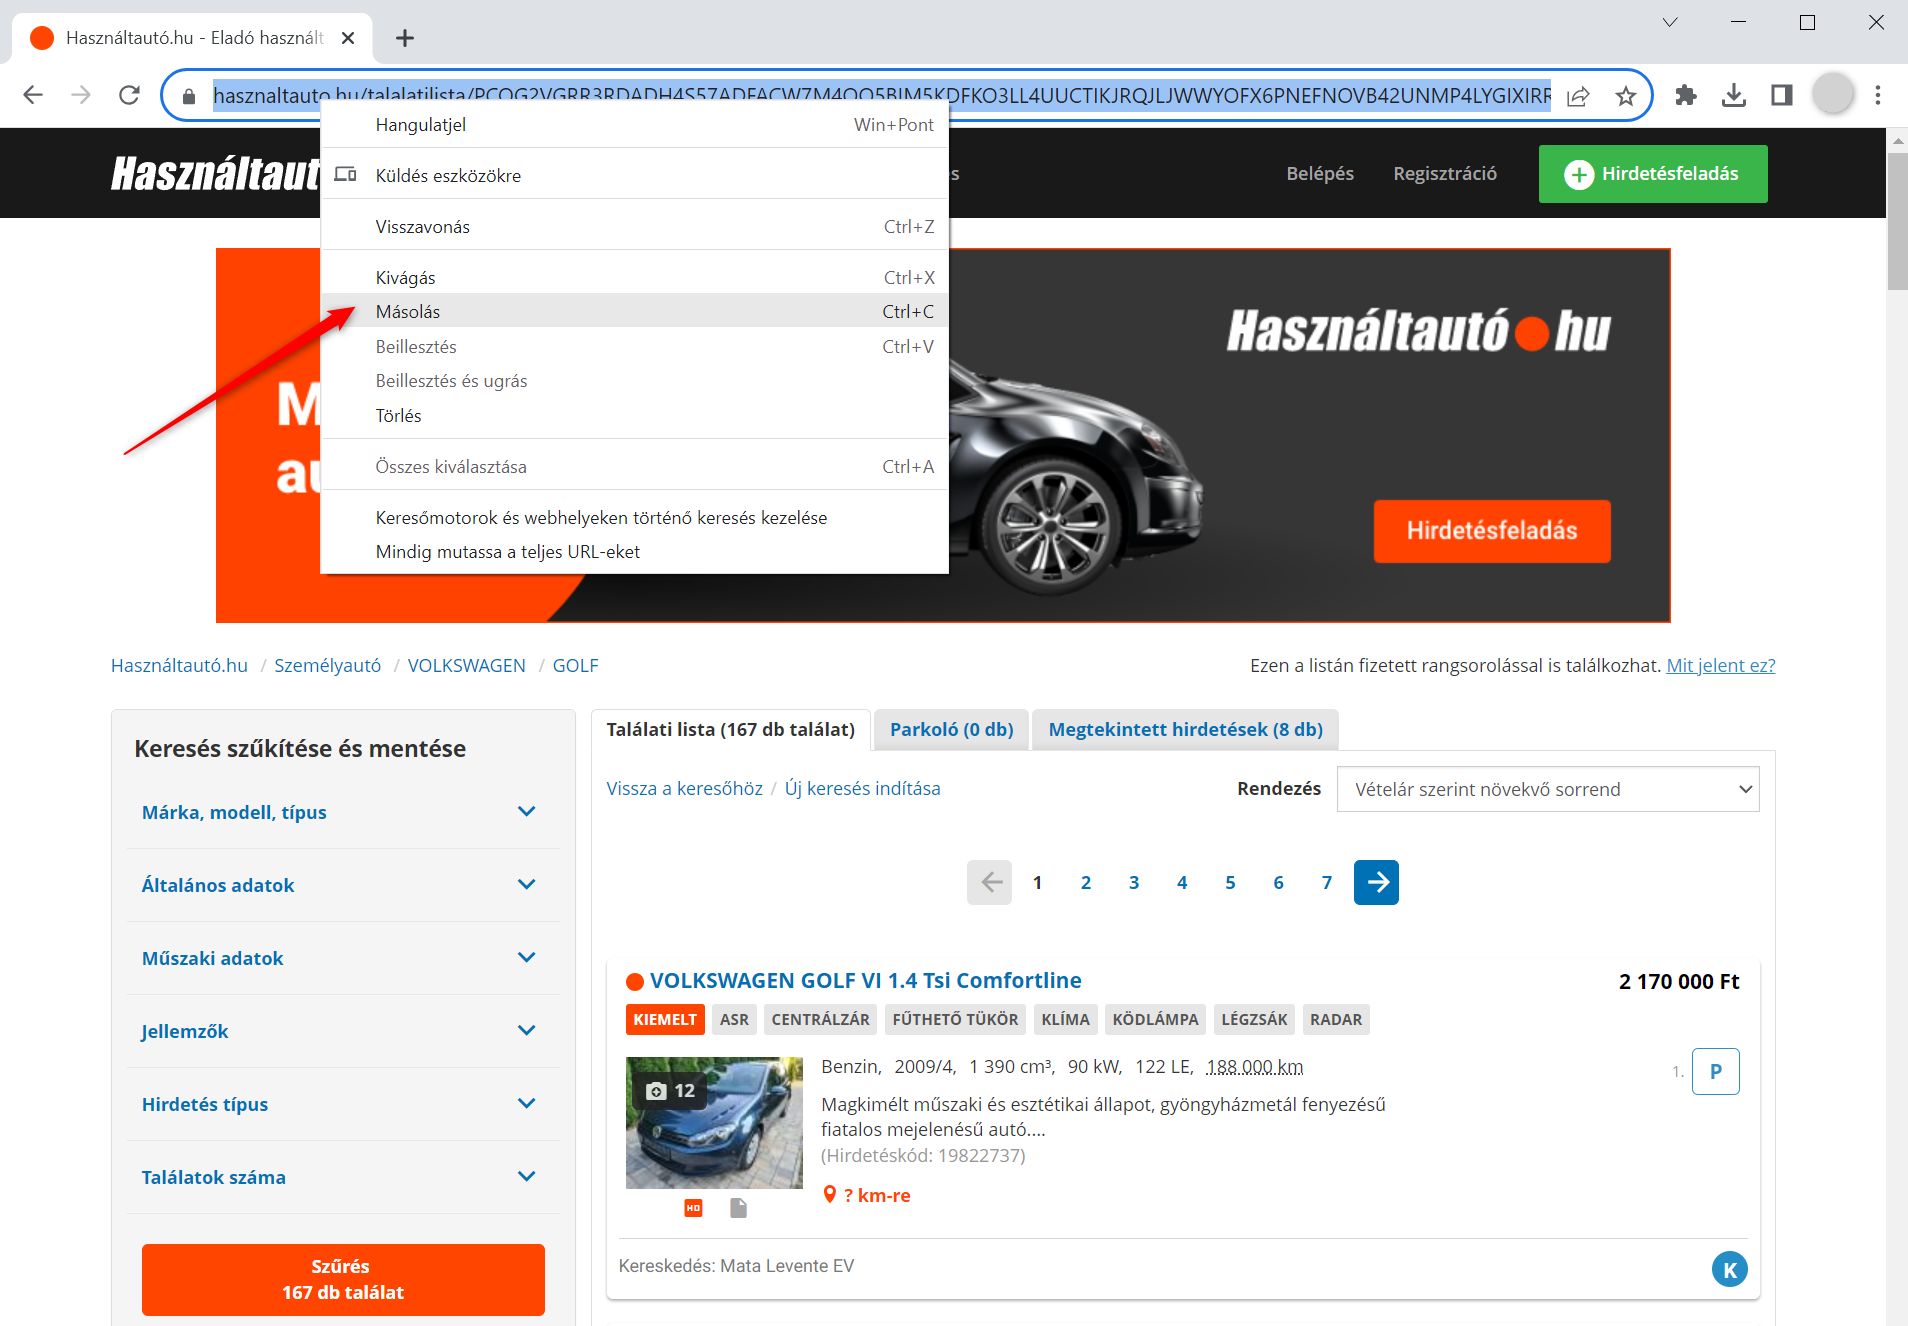 Használtautó.hu - Eladó használt
hasznaltauto.hu/talalatilista/PCOG2VGRR3RDADH4S57ADFACW7M4OO5BIM5KDFKO3LL4UUCTIKJRQJLJWWYOFX6PNEFNOVB42UNMP4LYGIXIRR
Hangulatjel Win+Pont
Küldés eszközökre
Visszavonás Ctrl+Z
Kivágás Ctrl+X
Másolás Ctrl+C
Beillesztés Ctrl+V
Beillesztés és ugrás
Törlés
Összes kiválasztása Ctrl+A
Keresőmotorok és webhelyeken történő keresés kezelése
Mindig mutassa a teljes URL-eket
Használtaut
s
Belépés Regisztráció Hirdetésfeladás
M
au
Használtautó hu
Hirdetésfeladás
Használtautó.hu / Személyautó / VOLKSWAGEN / GOLF
Ezen a listán fizetett rangsorolással is találkozhat. Mit jelent ez?
Keresés szűkítése és mentése
Márka, modell, típus
Általános adatok
Műszaki adatok
Jellemzők
Hirdetés típus
Találatok száma
Szűrés
167 db találat
Találati lista (167 db találat) Parkoló (0 db) Megtekintett hirdetések (8 db)
Vissza a keresőhöz / Új keresés indítása
Rendezés Vételár szerint növekvő sorrend
1 2 3 4 5 6 7
VOLKSWAGEN GOLF VI 1.4 Tsi Comfortline 2 170 000 Ft
KIEMELT ASR CENTRÁLZÁR FŰTHETŐ TÜKÖR KLÍMA KÖDLÁMPA LÉGZSÁK RADAR
12
HD
Benzin, 2009/4, 1 390 cm³, 90 kW, 122 LE, 188 000 km
1. P
Magkimélt műszaki és esztétikai állapot, gyöngyházmetál fenyezésű
fiatalos mejelenésű autó....
(Hirdetéskód: 19822737)
? km-re
Kereskedés: Mata Levente EV
K